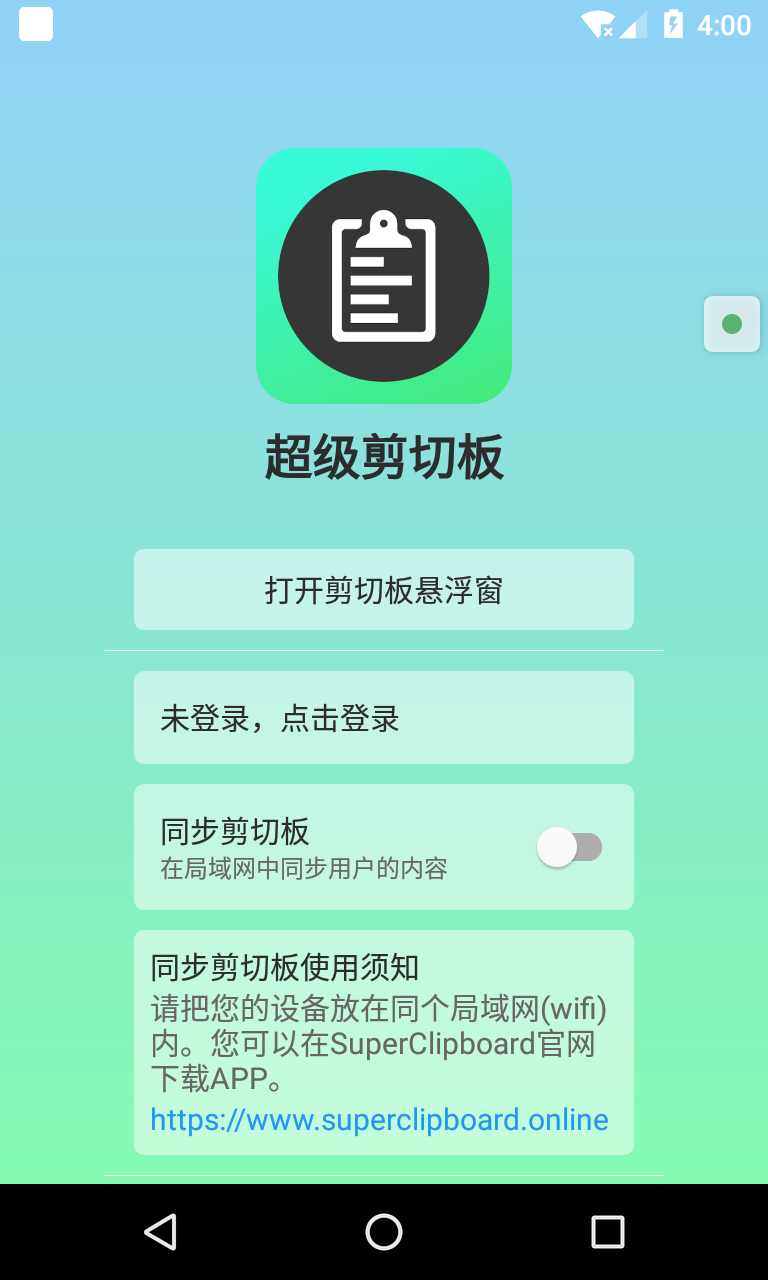 4:00
超级剪切板
打开剪切板悬浮窗
未登录，点击登录
同步剪切板
在局域网中同步用户的内容
同步剪切板使用须知
请把您的设备放在同个局域网(wifi)
内。您可以在SuperClipboard官网
下载APP。
https://www.superclipboard.online